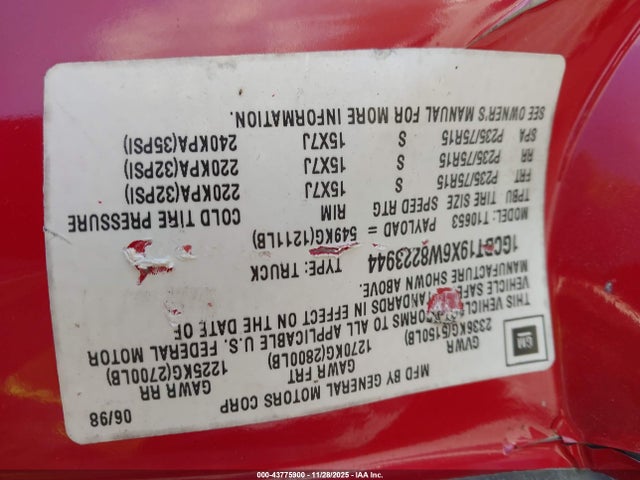 MFD BY GENERAL MOTORS CORP
06/98
GVWR
GAWR FRT
GAWR RR
2336KG(5150LB)
1270KG(2800LB)
1225KG(2700LB)
GM
THIS VEHICLE CONFORMS TO ALL APPLICABLE U.S. FEDERAL MOTOR
VEHICLE SAFETY STANDARDS IN EFFECT ON THE DATE OF
MANUFACTURE SHOWN ABOVE.
1GCDT19X6W8223944
TYPE: TRUCK
MODEL: T10653
PAYLOAD = 549KG(1211LB)
TPBU TIRE SIZE SPEED RTG RIM COLD TIRE PRESSURE
FRT P235/75R15 S 15X7J 220KPA(32PSI)
RR P235/75R15 S 15X7J 220KPA(32PSI)
SPA P235/75R15 S 15X7J 240KPA(35PSI)
SEE OWNER'S MANUAL FOR MORE INFORMATION.
000-43775900 - 11/28/2025 - IAA Inc.